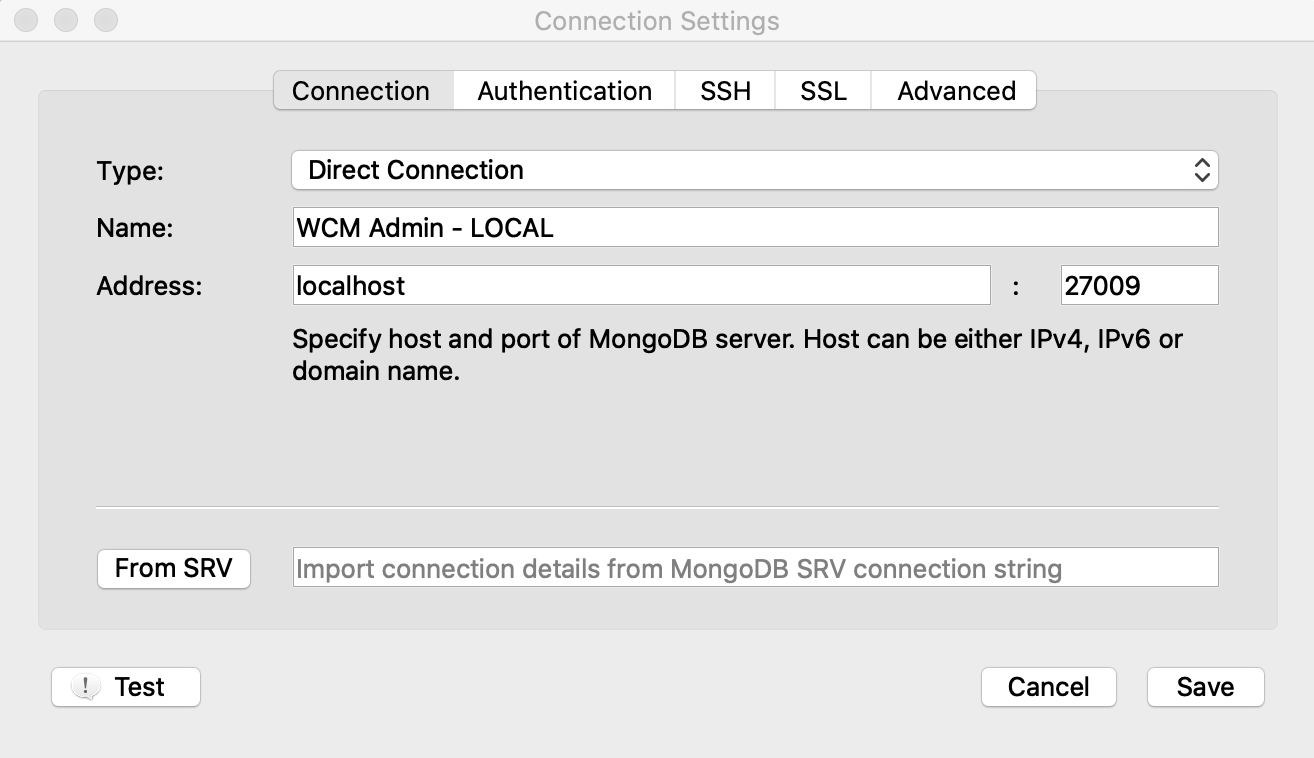 Connection Settings
Connection Authentication SSH SSL Advanced
Type: Direct Connection
Name: WCM Admin - LOCAL
Address: localhost : 27009
Specify host and port of MongoDB server. Host can be either IPv4, IPv6 or
domain name.
From SRV Import connection details from MongoDB SRV connection string
! Test Cancel Save